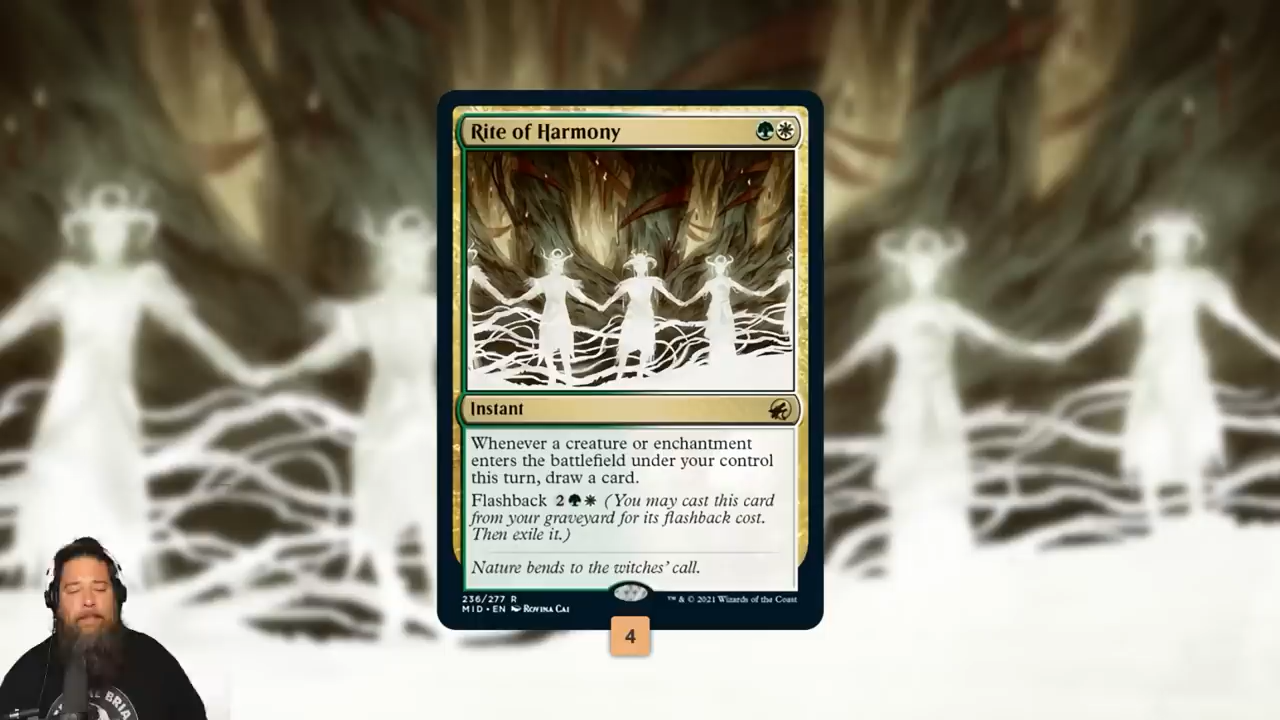 Rite of Harmony
Instant
Whenever a creature or enchantment
enters the battlefield under your control
this turn, draw a card.
Flashback 2 (You may cast this card
from your graveyard for its flashback cost.
Then exile it.)
Nature bends to the witches' call.
236/277 R
MID • EN Rovina Cai
™ & © 2021 Wizards of the Coast
4